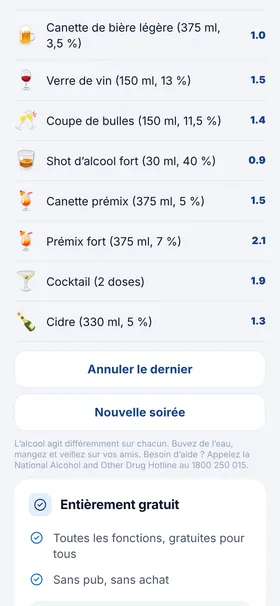 Canette de bière légère (375 ml,
3,5 %)
1.0
Verre de vin (150 ml, 13 %)
1.5
Coupe de bulles (150 ml, 11,5 %)
1.4
Shot d’alcool fort (30 ml, 40 %)
0.9
Canette prémix (375 ml, 5 %)
1.5
Prémix fort (375 ml, 7 %)
2.1
Cocktail (2 doses)
1.9
Cidre (330 ml, 5 %)
1.3
Annuler le dernier
Nouvelle soirée
L’alcool agit différemment sur chacun. Buvez de l’eau,
mangez et veillez sur vos amis. Besoin d’aide ? Appelez la
National Alcohol and Other Drug Hotline au 1800 250 015.
Entièrement gratuit
Toutes les fonctions, gratuites pour
tous
Sans pub, sans achat